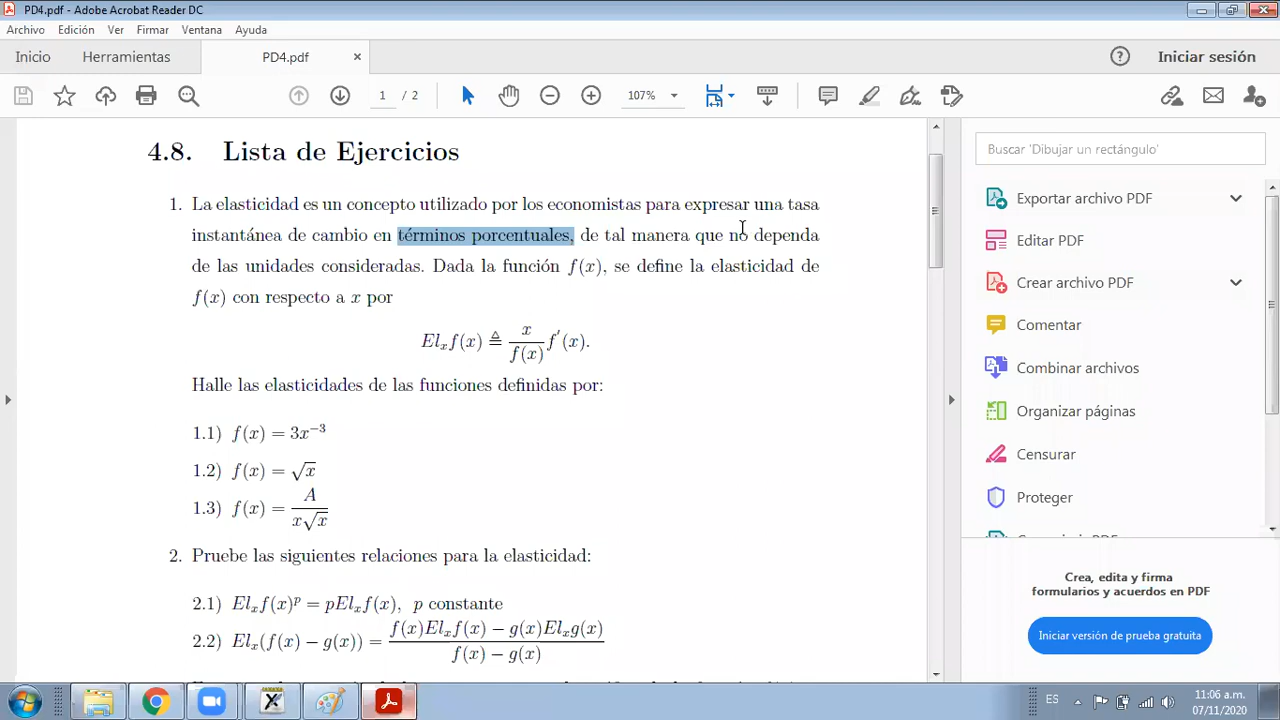 PD4.pdf - Adobe Acrobat Reader DC
Archivo Edición Ver Firmar Ventana Ayuda
Inicio Herramientas PD4.pdf × Iniciar sesión
1 / 2 107%
4.8. Lista de Ejercicios
1. La elasticidad es un concepto utilizado por los economistas para expresar una tasa
instantánea de cambio en términos porcentuales, de tal manera que no dependa
de las unidades consideradas. Dada la función f(x), se define la elasticidad de
f(x) con respecto a x por
El_x f(x) ≜ x/f(x) f′(x).
Halle las elasticidades de las funciones definidas por:
1.1) f(x) = 3x⁻³
1.2) f(x) = √x
1.3) f(x) = A/(x√x)
2. Pruebe las siguientes relaciones para la elasticidad:
2.1) El_x f(x)^p = pEl_x f(x), p constante
2.2) El_x(f(x) − g(x)) = (f(x)El_x f(x) − g(x)El_x g(x))/(f(x) − g(x))
Buscar 'Dibujar un rectángulo'
Exportar archivo PDF
Editar PDF
Crear archivo PDF
Comentar
Combinar archivos
Organizar páginas
Censurar
Proteger
Crea, edita y firma
formularios y acuerdos en PDF
Iniciar versión de prueba gratuita
ES
11:06 a.m.
07/11/2020